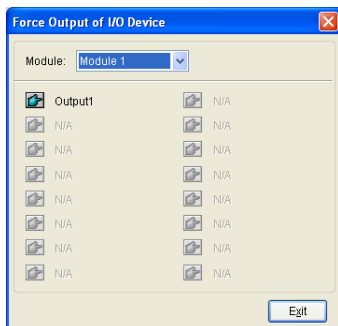 Force Output of I/O Device
Module: Module 1
Output1 N/A
N/A N/A
N/A N/A
N/A N/A
N/A N/A
N/A N/A
N/A N/A
N/A N/A
Exit